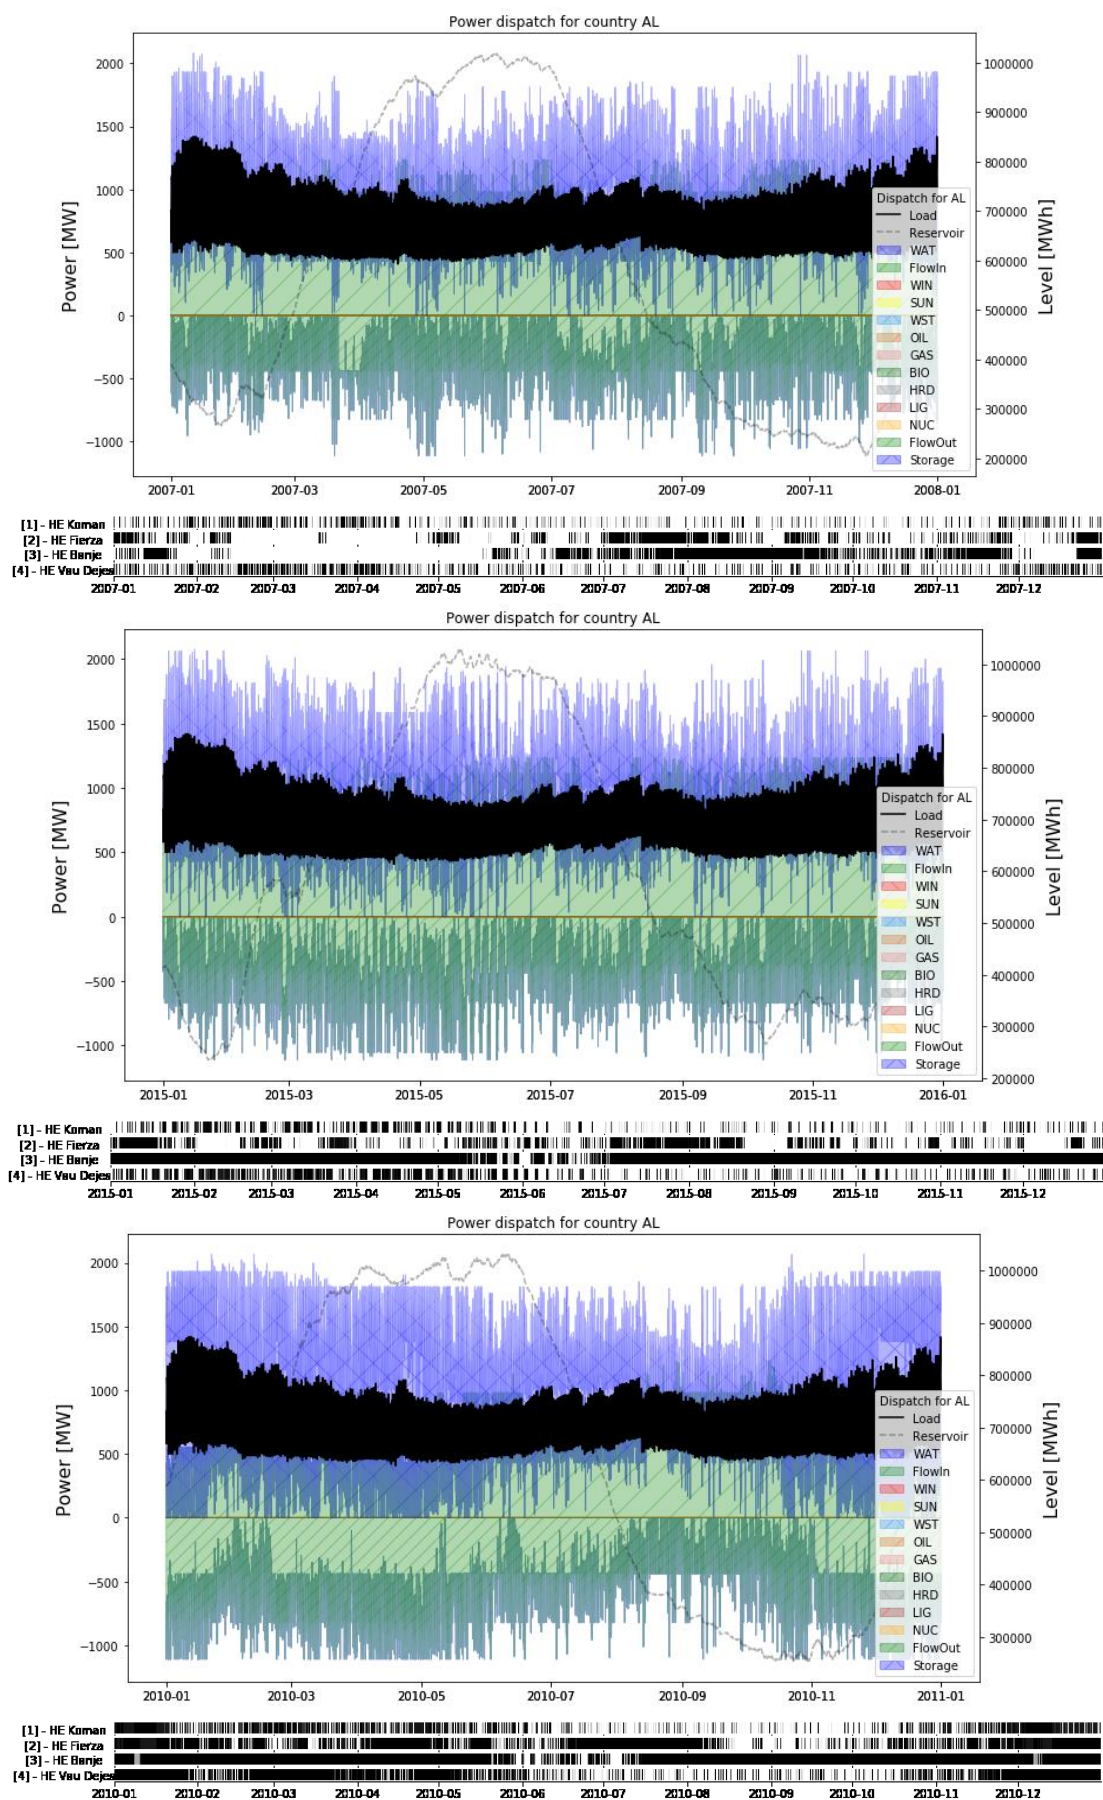 Power dispatch for country AL
2000
1500
1000
500
0
−500
−1000
Power [MW]
1000000
900000
800000
700000
600000
500000
400000
300000
200000
Level [MWh]
Dispatch for AL
Load
Reservoir
WAT
FlowIn
WIN
SUN
WST
OIL
GAS
BIO
HRD
LIG
NUC
FlowOut
Storage
2007-01 2007-03 2007-05 2007-07 2007-09 2007-11 2008-01
[1] - HE Koman
[2] - HE Fierza
[3] - HE Banje
[4] - HE Vau Dejes
2007-01 2007-02 2007-03 2007-04 2007-05 2007-06 2007-07 2007-08 2007-09 2007-10 2007-11 2007-12
Power dispatch for country AL
2000
1500
1000
500
0
−500
−1000
Power [MW]
1000000
900000
800000
700000
600000
500000
400000
300000
200000
Level [MWh]
Dispatch for AL
Load
Reservoir
WAT
FlowIn
WIN
SUN
WST
OIL
GAS
BIO
HRD
LIG
NUC
FlowOut
Storage
2015-01 2015-03 2015-05 2015-07 2015-09 2015-11 2016-01
[1] - HE Koman
[2] - HE Fierza
[3] - HE Banje
[4] - HE Vau Dejes
2015-01 2015-02 2015-03 2015-04 2015-05 2015-06 2015-07 2015-08 2015-09 2015-10 2015-11 2015-12
Power dispatch for country AL
2000
1500
1000
500
0
−500
−1000
Power [MW]
1000000
900000
800000
700000
600000
500000
400000
300000
Level [MWh]
Dispatch for AL
Load
Reservoir
WAT
FlowIn
WIN
SUN
WST
OIL
GAS
BIO
HRD
LIG
NUC
FlowOut
Storage
2010-01 2010-03 2010-05 2010-07 2010-09 2010-11 2011-01
[1] - HE Koman
[2] - HE Fierza
[3] - HE Banje
[4] - HE Vau Dejes
2010-01 2010-02 2010-03 2010-04 2010-05 2010-06 2010-07 2010-08 2010-09 2010-10 2010-11 2010-12